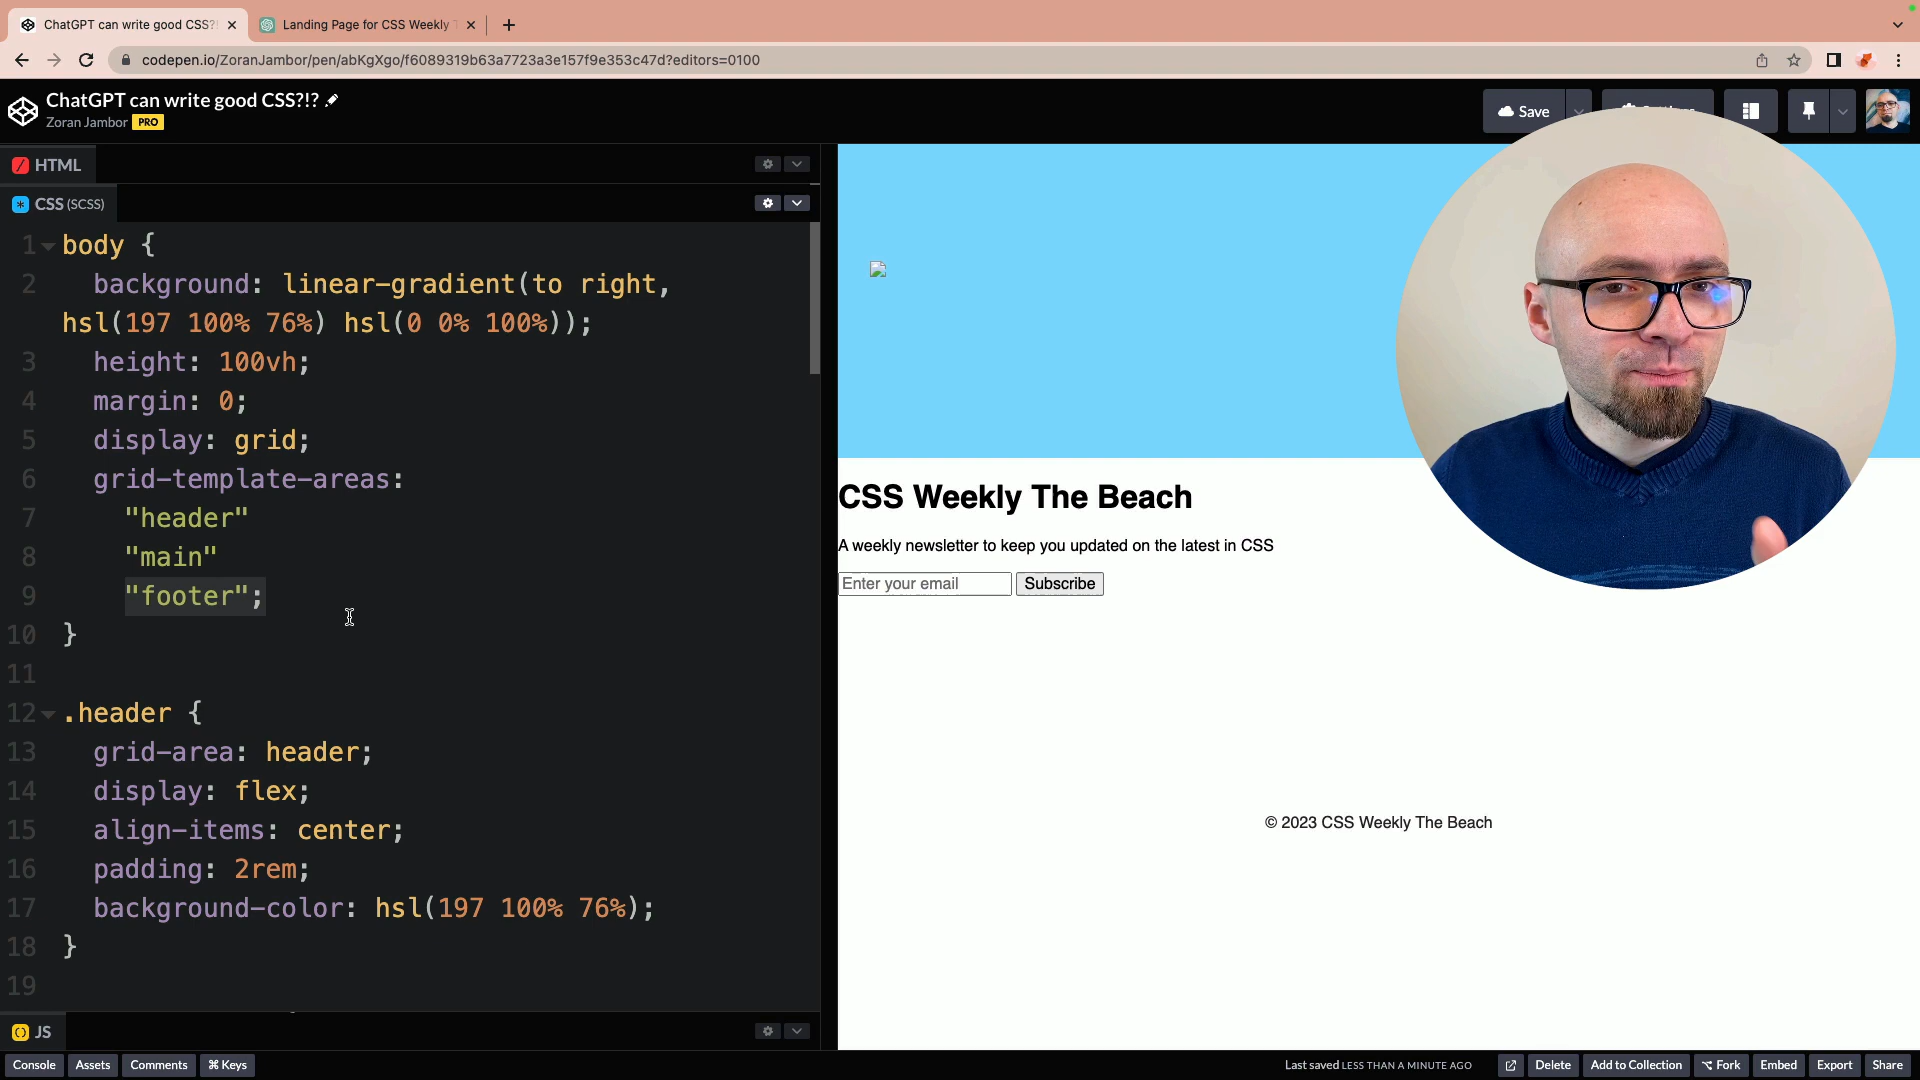 ChatGPT can write good CSS?!
Landing Page for CSS Weekly
codepen.io/ZoranJambor/pen/abKgXgo/f6089319b63a7723a3e157f9e353c47d?editors=0100
ChatGPT can write good CSS?!?
Zoran Jambor PRO
Save
HTML
CSS (SCSS)
1 body {
2 background: linear-gradient(to right,
hsl(197 100% 76%) hsl(0 0% 100%));
3 height: 100vh;
4 margin: 0;
5 display: grid;
6 grid-template-areas:
7 "header"
8 "main"
9 "footer";
10 }
11
12 .header {
13 grid-area: header;
14 display: flex;
15 align-items: center;
16 padding: 2rem;
17 background-color: hsl(197 100% 76%);
18 }
19
JS
CSS Weekly The Beach
A weekly newsletter to keep you updated on the latest in CSS
Enter your email Subscribe
© 2023 CSS Weekly The Beach
Console Assets Comments ⌘ Keys
Last saved LESS THAN A MINUTE AGO Delete Add to Collection Fork Embed Export Share